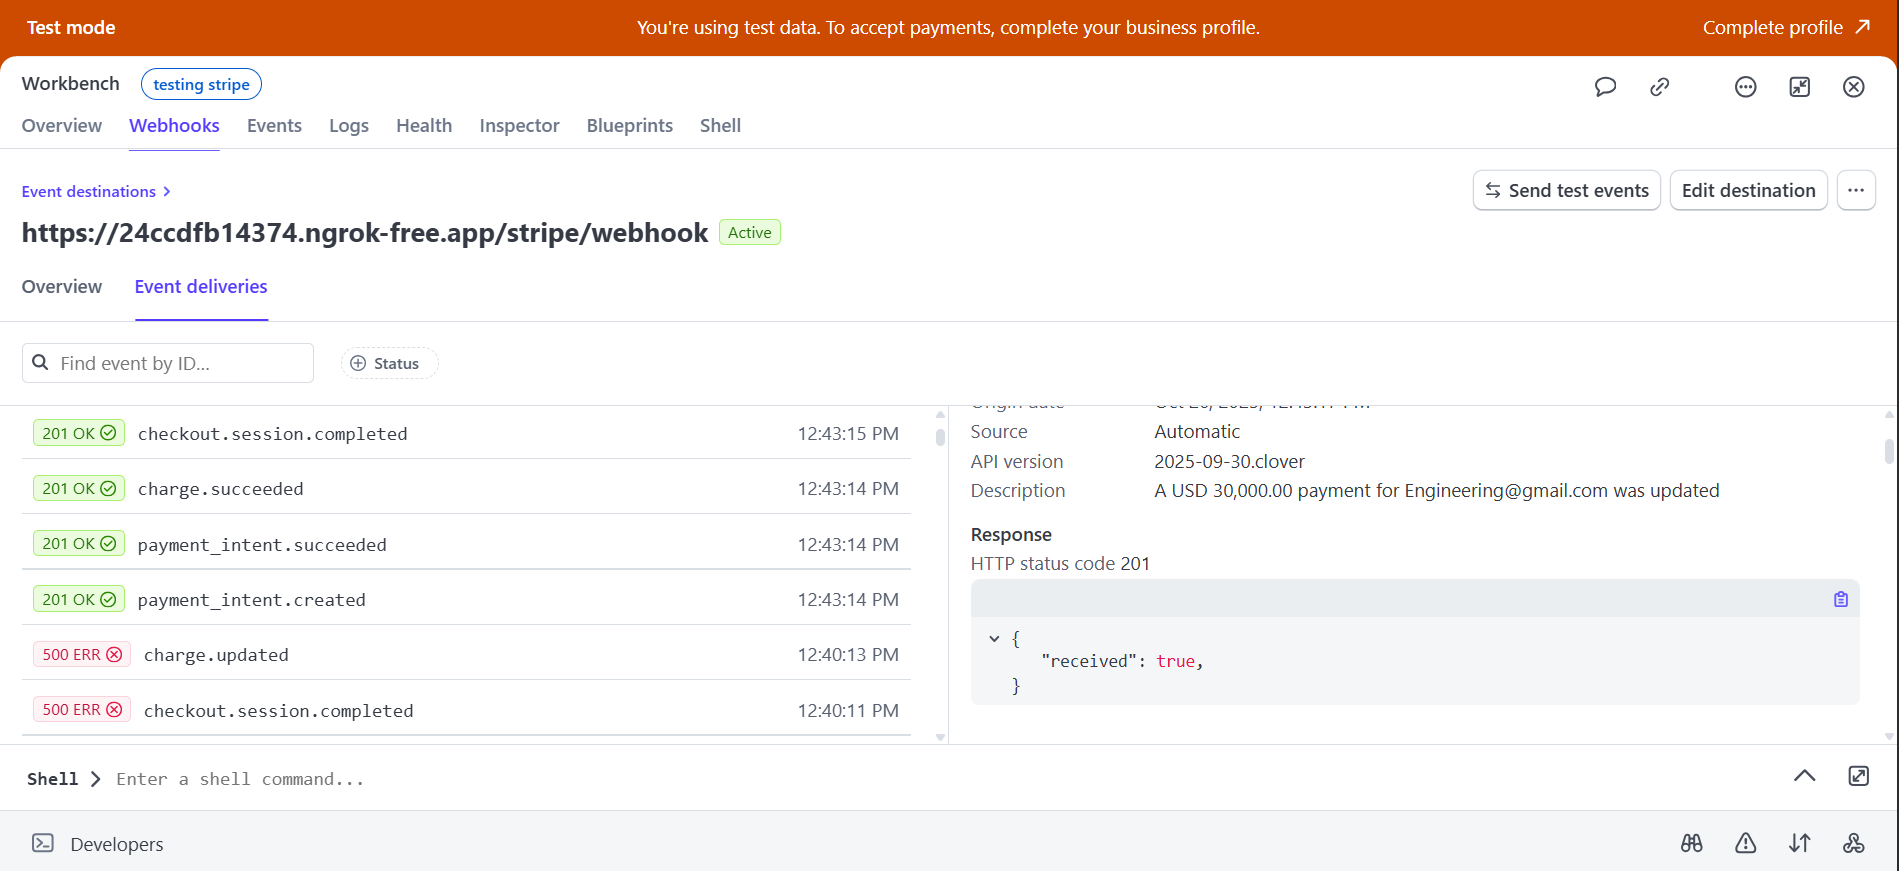 Test mode
You're using test data. To accept payments, complete your business profile.
Complete profile
Workbench
testing stripe
Overview
Webhooks
Events
Logs
Health
Inspector
Blueprints
Shell
Event destinations
Send test events
Edit destination
https://24ccdfb14374.ngrok-free.app/stripe/webhook
Active
Overview
Event deliveries
Find event by ID...
Status
201 OK checkout.session.completed 12:43:15 PM
201 OK charge.succeeded 12:43:14 PM
201 OK payment_intent.succeeded 12:43:14 PM
201 OK payment_intent.created 12:43:14 PM
500 ERR charge.updated 12:40:13 PM
500 ERR checkout.session.completed 12:40:11 PM
Origin date
Source Automatic
API version 2025-09-30.clover
Description A USD 30,000.00 payment for Engineering@gmail.com was updated
Response
HTTP status code 201
{
"received": true,
}
Shell
Enter a shell command...
Developers